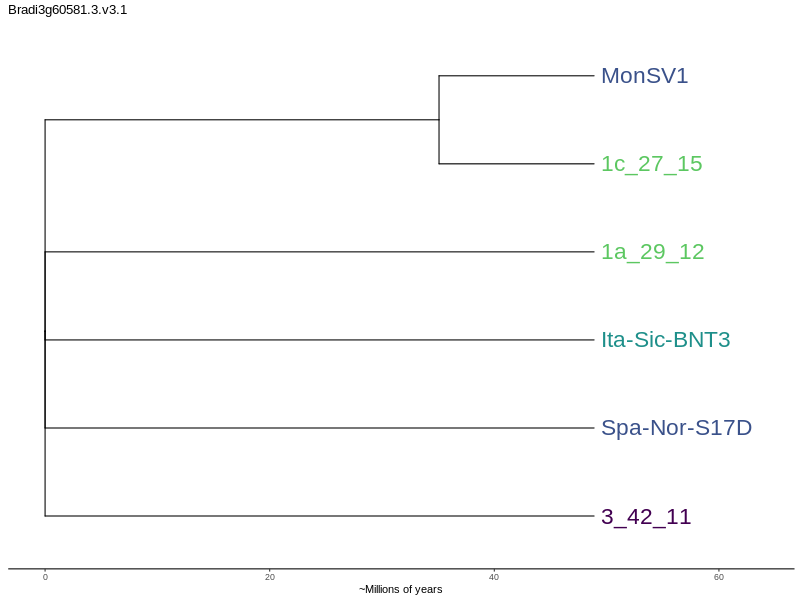 Bradi3g60581.3.v3.1
MonSV1
1c_27_15
1a_29_12
Ita-Sic-BNT3
Spa-Nor-S17D
3_42_11
0 20 40 60
~Millions of years